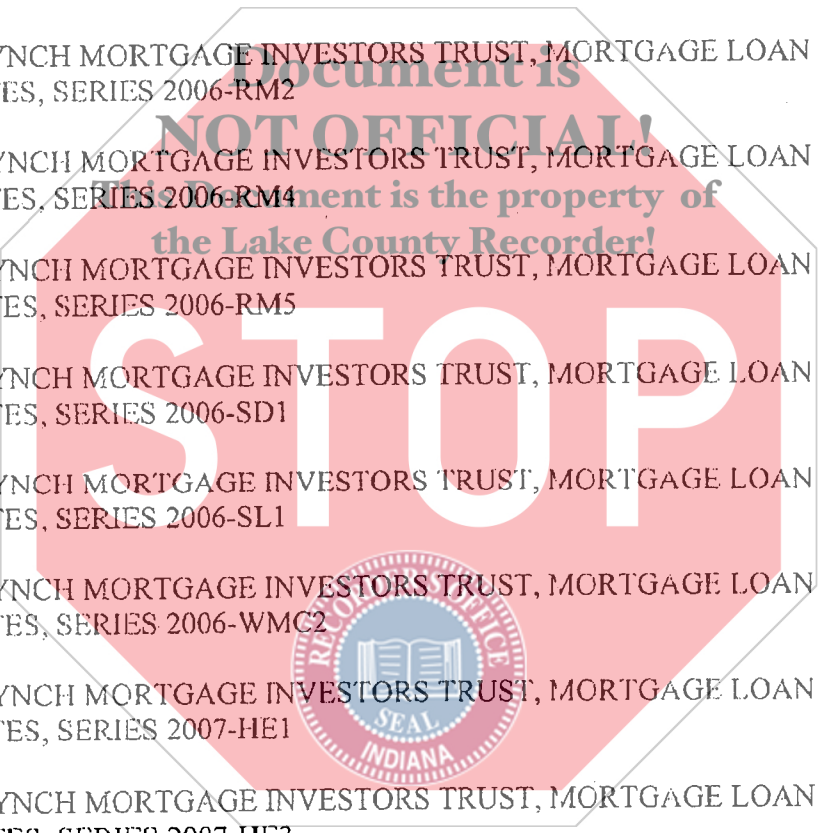 YNCH MORTGAGE INVESTORS TRUST, MORTGAGE LOAN
Document is
ES, SERIES 2006-RM2
NOT OFFICIAL!
YNCH MORTGAGE INVESTORS TRUST, MORTGAGE LOAN
This Document is the property of
ES, SERIES 2006-RM4
the Lake County Recorder!
YNCH MORTGAGE INVESTORS TRUST, MORTGAGE LOAN
ES, SERIES 2006-RM5
STOP
YNCH MORTGAGE INVESTORS TRUST, MORTGAGE LOAN
ES, SERIES 2006-SD1
YNCH MORTGAGE INVESTORS TRUST, MORTGAGE LOAN
ES, SERIES 2006-SL1
YNCH MORTGAGE INVESTORS TRUST, MORTGAGE LOAN
ES, SERIES 2006-WMC2
RECORDER'S OFFICE
YNCH MORTGAGE INVESTORS TRUST, MORTGAGE LOAN
ES, SERIES 2007-HE1
SEAL
INDIANA
YNCH MORTGAGE INVESTORS TRUST, MORTGAGE LOAN